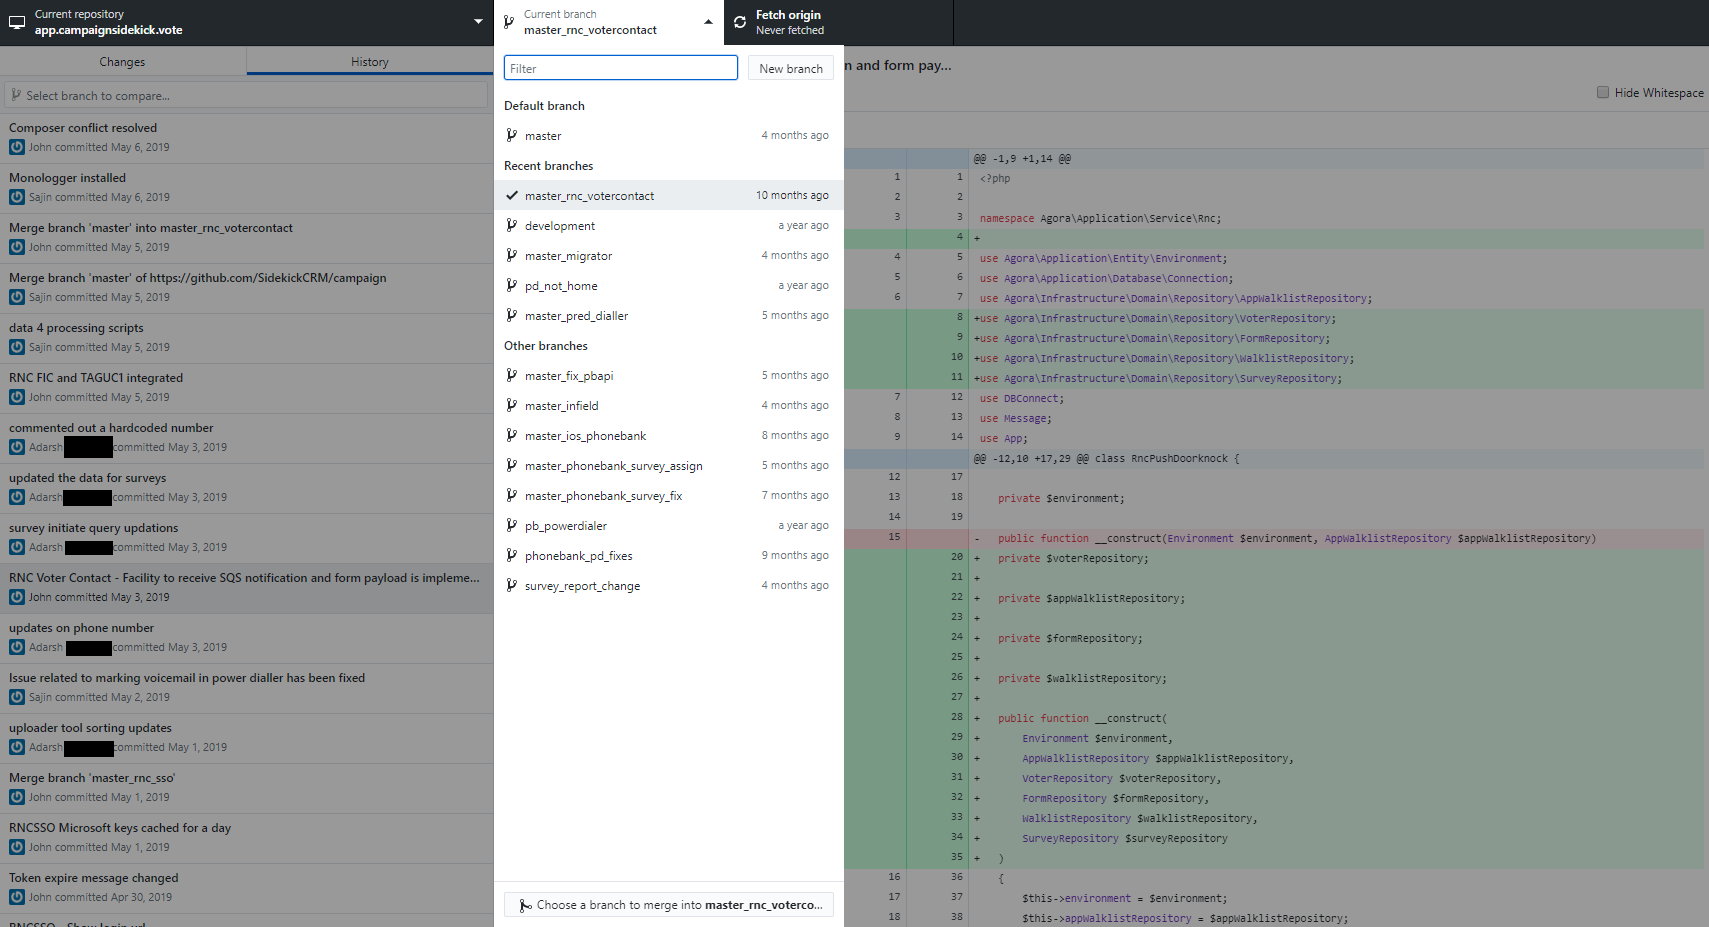 Current repository
app.campaignsidekick.vote
Current branch
master_rnc_votercontact
Fetch origin
Never fetched
Changes
History
Select branch to compare...
Composer conflict resolved
John committed May 6, 2019
Monologger installed
Sajin committed May 6, 2019
Merge branch 'master' into master_rnc_votercontact
John committed May 5, 2019
Merge branch 'master' of https://github.com/SidekickCRM/campaign
Sajin committed May 5, 2019
data 4 processing scripts
Sajin committed May 5, 2019
RNC FIC and TAGUC1 integrated
John committed May 5, 2019
commented out a hardcoded number
Adarsh committed May 3, 2019
updated the data for surveys
Adarsh committed May 3, 2019
survey initiate query updations
Adarsh committed May 3, 2019
RNC Voter Contact - Facility to receive SQS notification and form payload is impleme...
John committed May 3, 2019
updates on phone number
Adarsh committed May 3, 2019
Issue related to marking voicemail in power dialler has been fixed
Sajin committed May 2, 2019
uploader tool sorting updates
Adarsh committed May 1, 2019
Merge branch 'master_rnc_sso'
John committed May 1, 2019
RNCSSO Microsoft keys cached for a day
John committed May 1, 2019
Token expire message changed
John committed Apr 30, 2019
Filter
New branch
Default branch
master 4 months ago
Recent branches
master_rnc_votercontact 10 months ago
development a year ago
master_migrator 4 months ago
pd_not_home a year ago
master_pred_dialler 5 months ago
Other branches
master_fix_pbapi 5 months ago
master_infield 4 months ago
master_ios_phonebank 8 months ago
master_phonebank_survey_assign 5 months ago
master_phonebank_survey_fix 7 months ago
pb_powerdialer a year ago
phonebank_pd_fixes 9 months ago
survey_report_change 4 months ago
Choose a branch to merge into master_rnc_voterco...
n and form pay...
Hide Whitespace
@@ -1,9 +1,14 @@
1 1 <?php
2 2
3 3 namespace Agora\Application\Service\Rnc;
4 +
4 5 use Agora\Application\Entity\Environment;
5 6 use Agora\Application\Database\Connection;
6 7 use Agora\Infrastructure\Domain\Repository\AppWalklistRepository;
8 +use Agora\Infrastructure\Domain\Repository\VoterRepository;
9 +use Agora\Infrastructure\Domain\Repository\FormRepository;
10 +use Agora\Infrastructure\Domain\Repository\WalklistRepository;
11 +use Agora\Infrastructure\Domain\Repository\SurveyRepository;
7 12 use DBConnect;
8 13 use Message;
9 14 use App;
@@ -12,10 +17,29 @@ class RncPushDoorknock {
12 17
13 18 private $environment;
14 19
15 - public function __construct(Environment $environment, AppWalklistRepository $appWalklistRepository)
20 + private $voterRepository;
21 +
22 + private $appWalklistRepository;
23 +
24 + private $formRepository;
25 +
26 + private $walklistRepository;
27 +
28 + public function __construct(
29 + Environment $environment,
30 + AppWalklistRepository $appWalklistRepository,
31 + VoterRepository $voterRepository,
32 + FormRepository $formRepository,
33 + WalklistRepository $walklistRepository,
34 + SurveyRepository $surveyRepository
35 + )
16 36 {
17 37 $this->environment = $environment;
18 38 $this->appWalklistRepository = $appWalklistRepository;